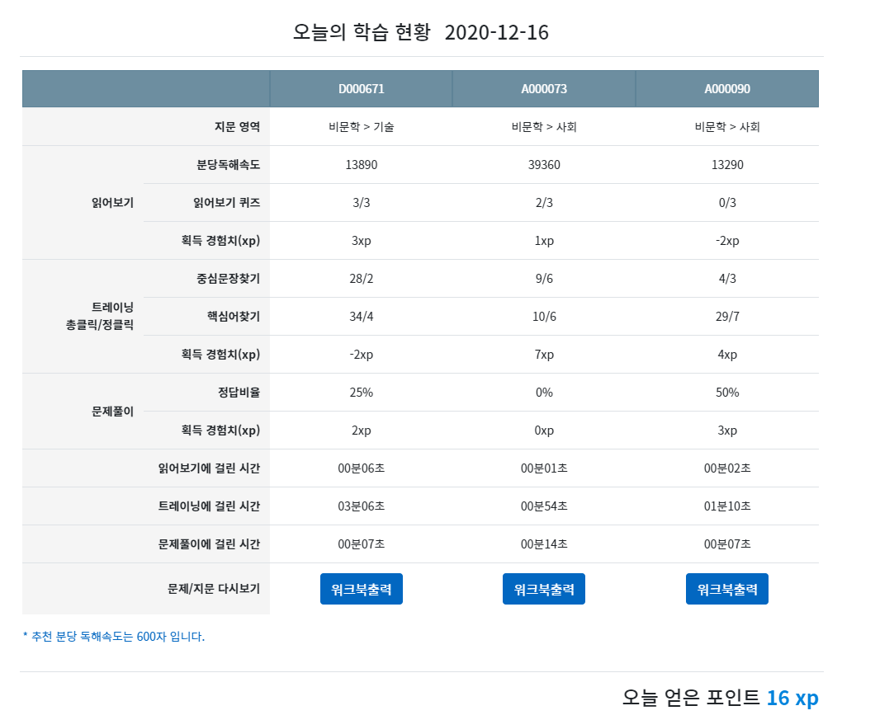 오늘의 학습 현황 2020-12-16
D000671 A000073 A000090
지문 영역 비문학 > 기술 비문학 > 사회 비문학 > 사회
읽어보기
분당독해속도 13890 39360 13290
읽어보기 퀴즈 3/3 2/3 0/3
획득 경험치(xp) 3xp 1xp -2xp
트레이닝
총클릭/정클릭
중심문장찾기 28/2 9/6 4/3
핵심어찾기 34/4 10/6 29/7
획득 경험치(xp) -2xp 7xp 4xp
문제풀이
정답비율 25% 0% 50%
획득 경험치(xp) 2xp 0xp 3xp
읽어보기에 걸린 시간 00분06초 00분01초 00분02초
트레이닝에 걸린 시간 03분06초 00분54초 01분10초
문제풀이에 걸린 시간 00분07초 00분14초 00분07초
문제/지문 다시보기 워크북출력 워크북출력 워크북출력
* 추천 분당 독해속도는 600자 입니다.
오늘 얻은 포인트 16 xp